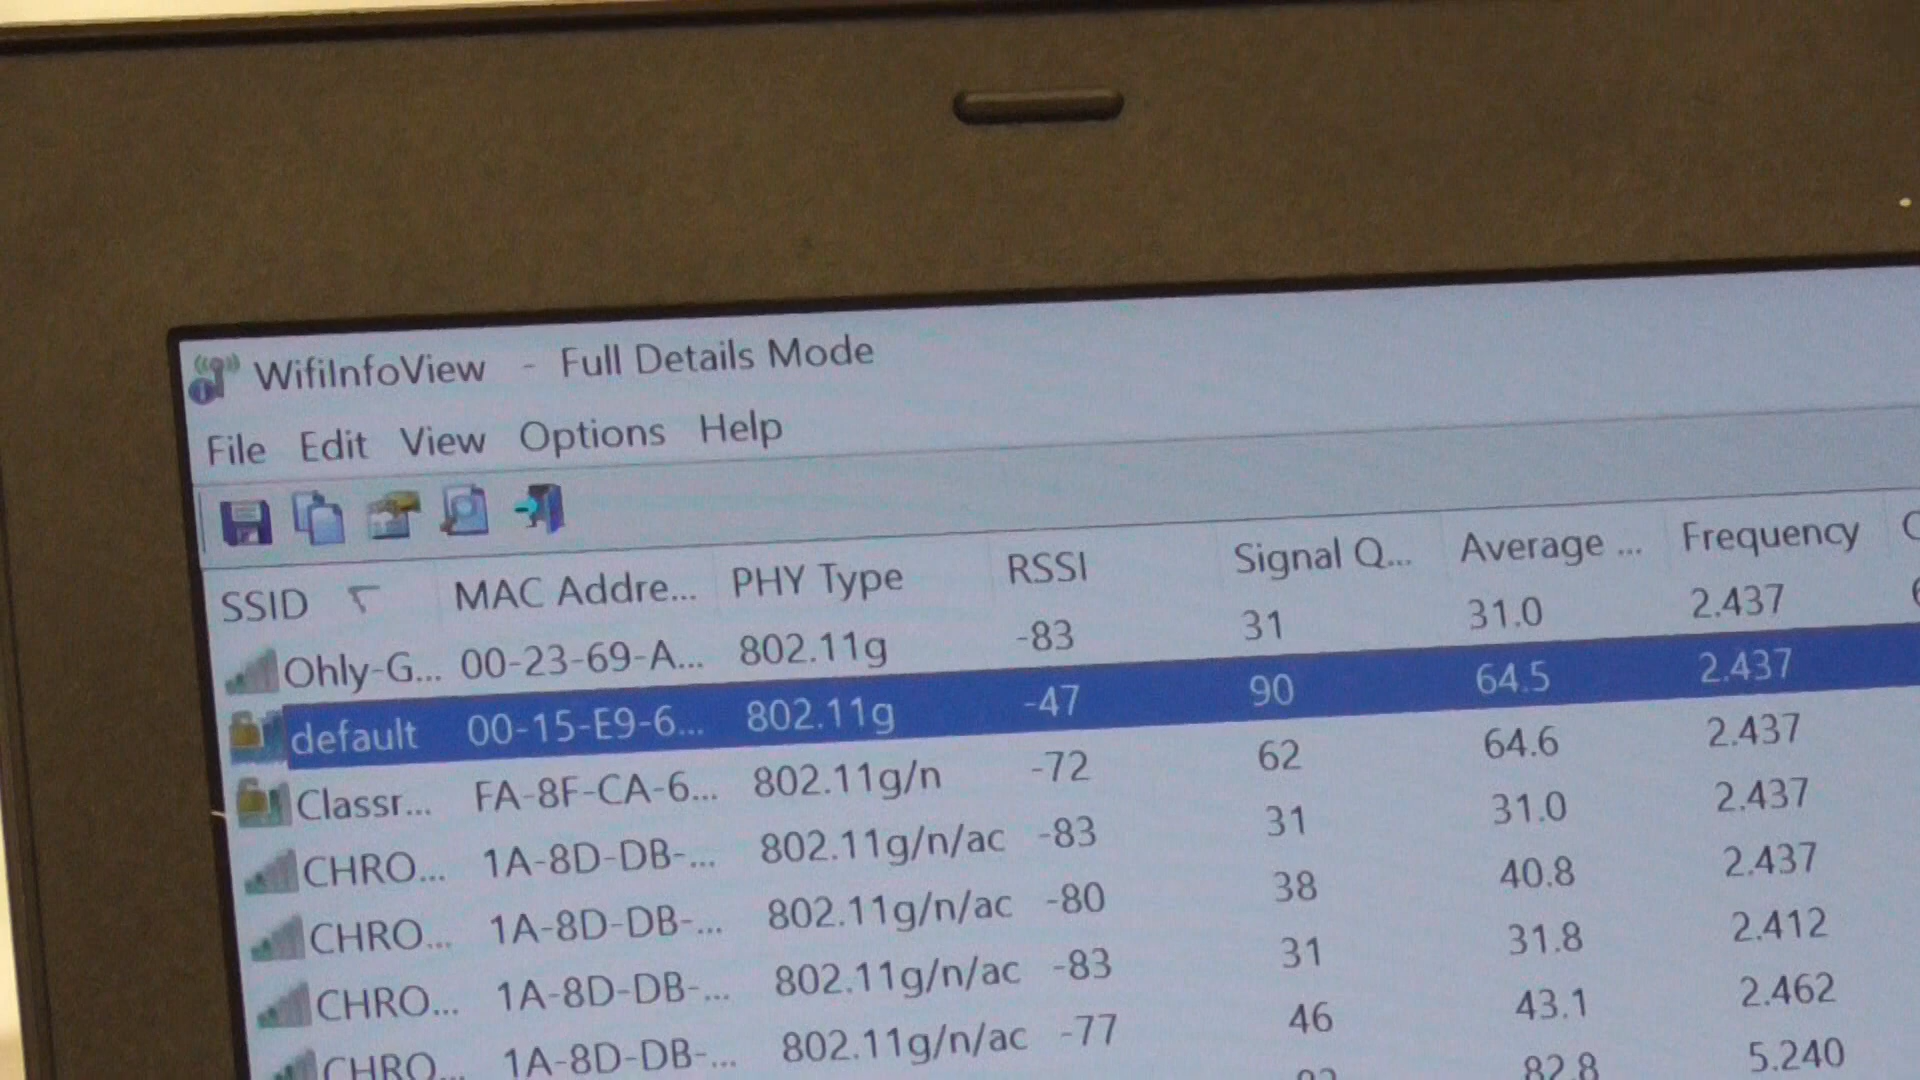 WifiInfoView - Full Details Mode
File Edit View Options Help
SSID MAC Addre... PHY Type RSSI Signal Q... Average ... Frequency
Ohly-G... 00-23-69-A... 802.11g -83 31 31.0 2.437
default 00-15-E9-6... 802.11g -47 90 64.5 2.437
Classr... FA-8F-CA-6... 802.11g/n -72 62 64.6 2.437
CHRO... 1A-8D-DB-... 802.11g/n/ac -83 31 31.0 2.437
CHRO... 1A-8D-DB-... 802.11g/n/ac -80 38 40.8 2.437
CHRO... 1A-8D-DB-... 802.11g/n/ac -83 31 31.8 2.412
CHRO... 1A-8D-DB-... 802.11g/n/ac -77 46 43.1 2.462
82.8 5.240